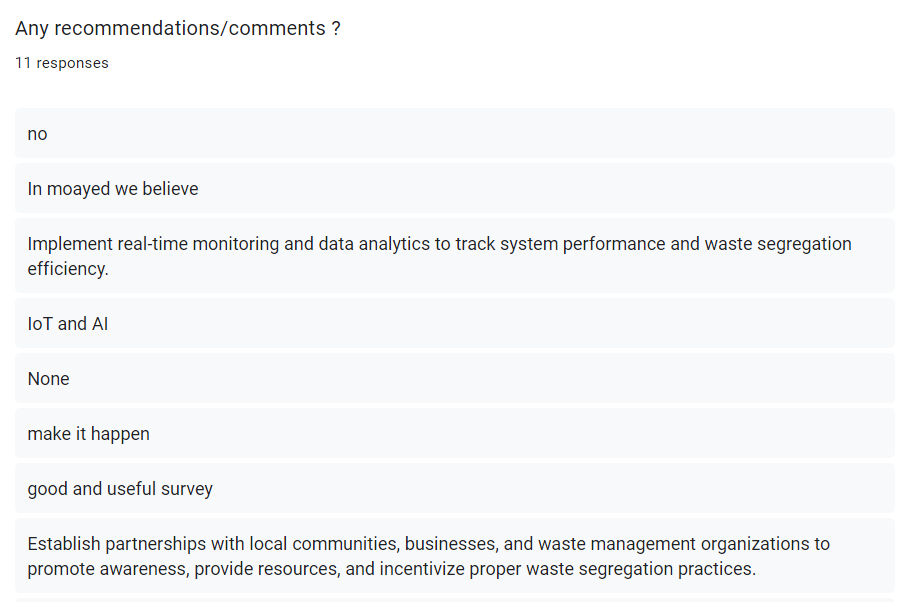 Any recommendations/comments ?
11 responses
no
In moayed we believe
Implement real-time monitoring and data analytics to track system performance and waste segregation
efficiency.
IoT and AI
None
make it happen
good and useful survey
Establish partnerships with local communities, businesses, and waste management organizations to
promote awareness, provide resources, and incentivize proper waste segregation practices.